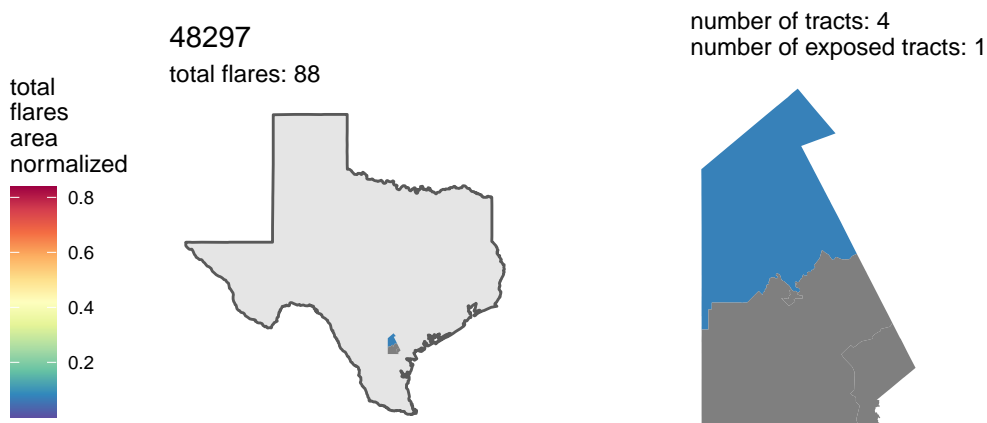 48297
total flares: 88
number of tracts: 4
number of exposed tracts: 1
total
flares
area
normalized
0.8
0.6
0.4
0.2